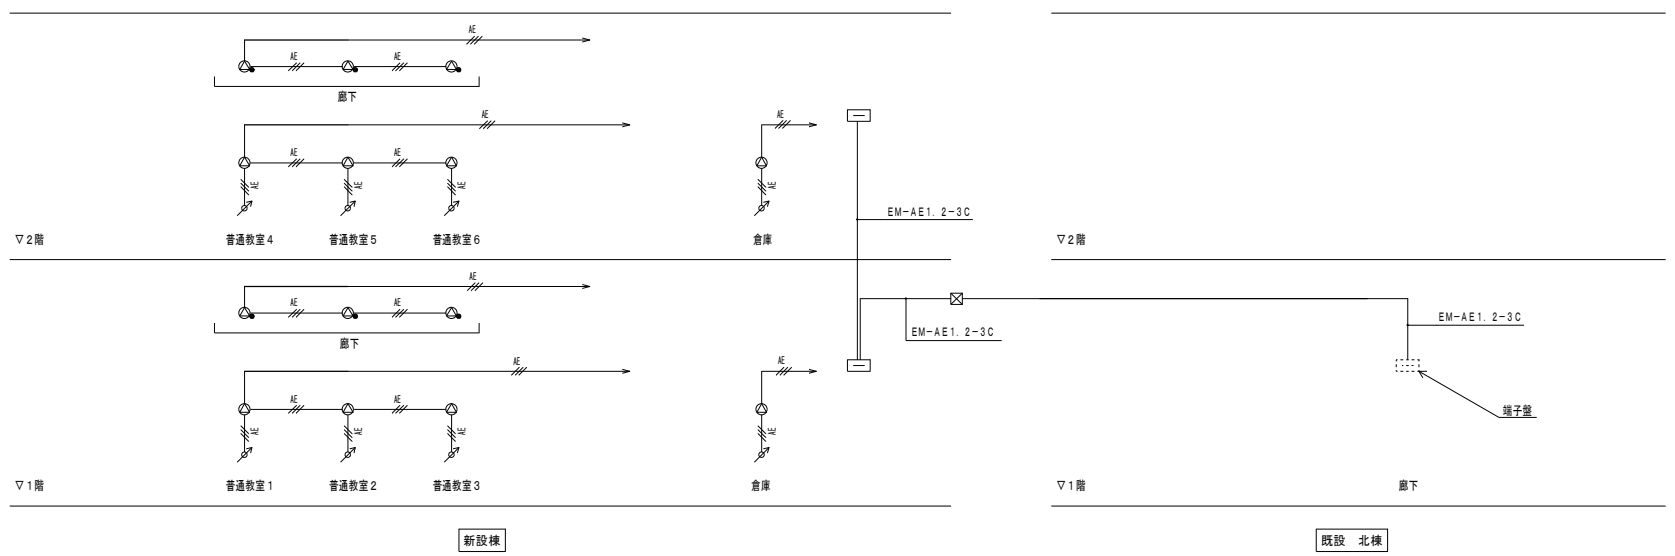 AE
AE AE
廊下
AE AE
AE AE
AE AE AE AE
EM-AE1.2-3C
▽2階 普通教室4 普通教室5 普通教室6 倉庫 ▽2階
AE
AE AE
EM-AE1.2-3C
EM-AE1.2-3C
廊下
AE AE
AE AE
端子盤
AE AE AE AE
▽1階 普通教室1 普通教室2 普通教室3 倉庫 ▽1階 廊下
新設棟 既設 北棟